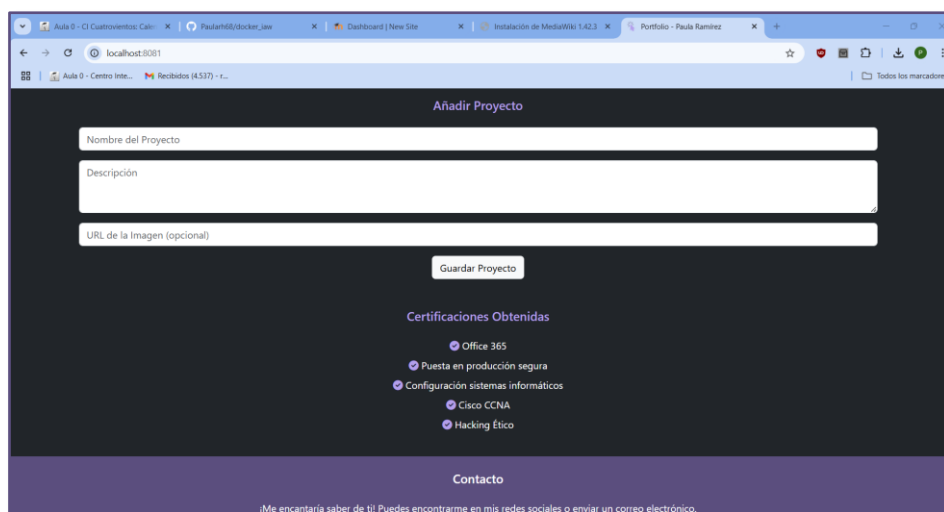 Aula 0 - CI Cuatrovientos: Cale
Paularh68/docker_iaw
Dashboard | New Site
Instalación de MediaWiki 1.42.3
Portfolio - Paula Ramírez
localhost:8081
Aula 0 - Centro Inte...
Recibidos (4.537) - r...
Todos los marcadore
Añadir Proyecto
Nombre del Proyecto
Descripción
URL de la Imagen (opcional)
Guardar Proyecto
Certificaciones Obtenidas
Office 365
Puesta en producción segura
Configuración sistemas informáticos
Cisco CCNA
Hacking Ético
Contacto
¡Me encantaría saber de ti! Puedes encontrarme en mis redes sociales o enviar un correo electrónico.